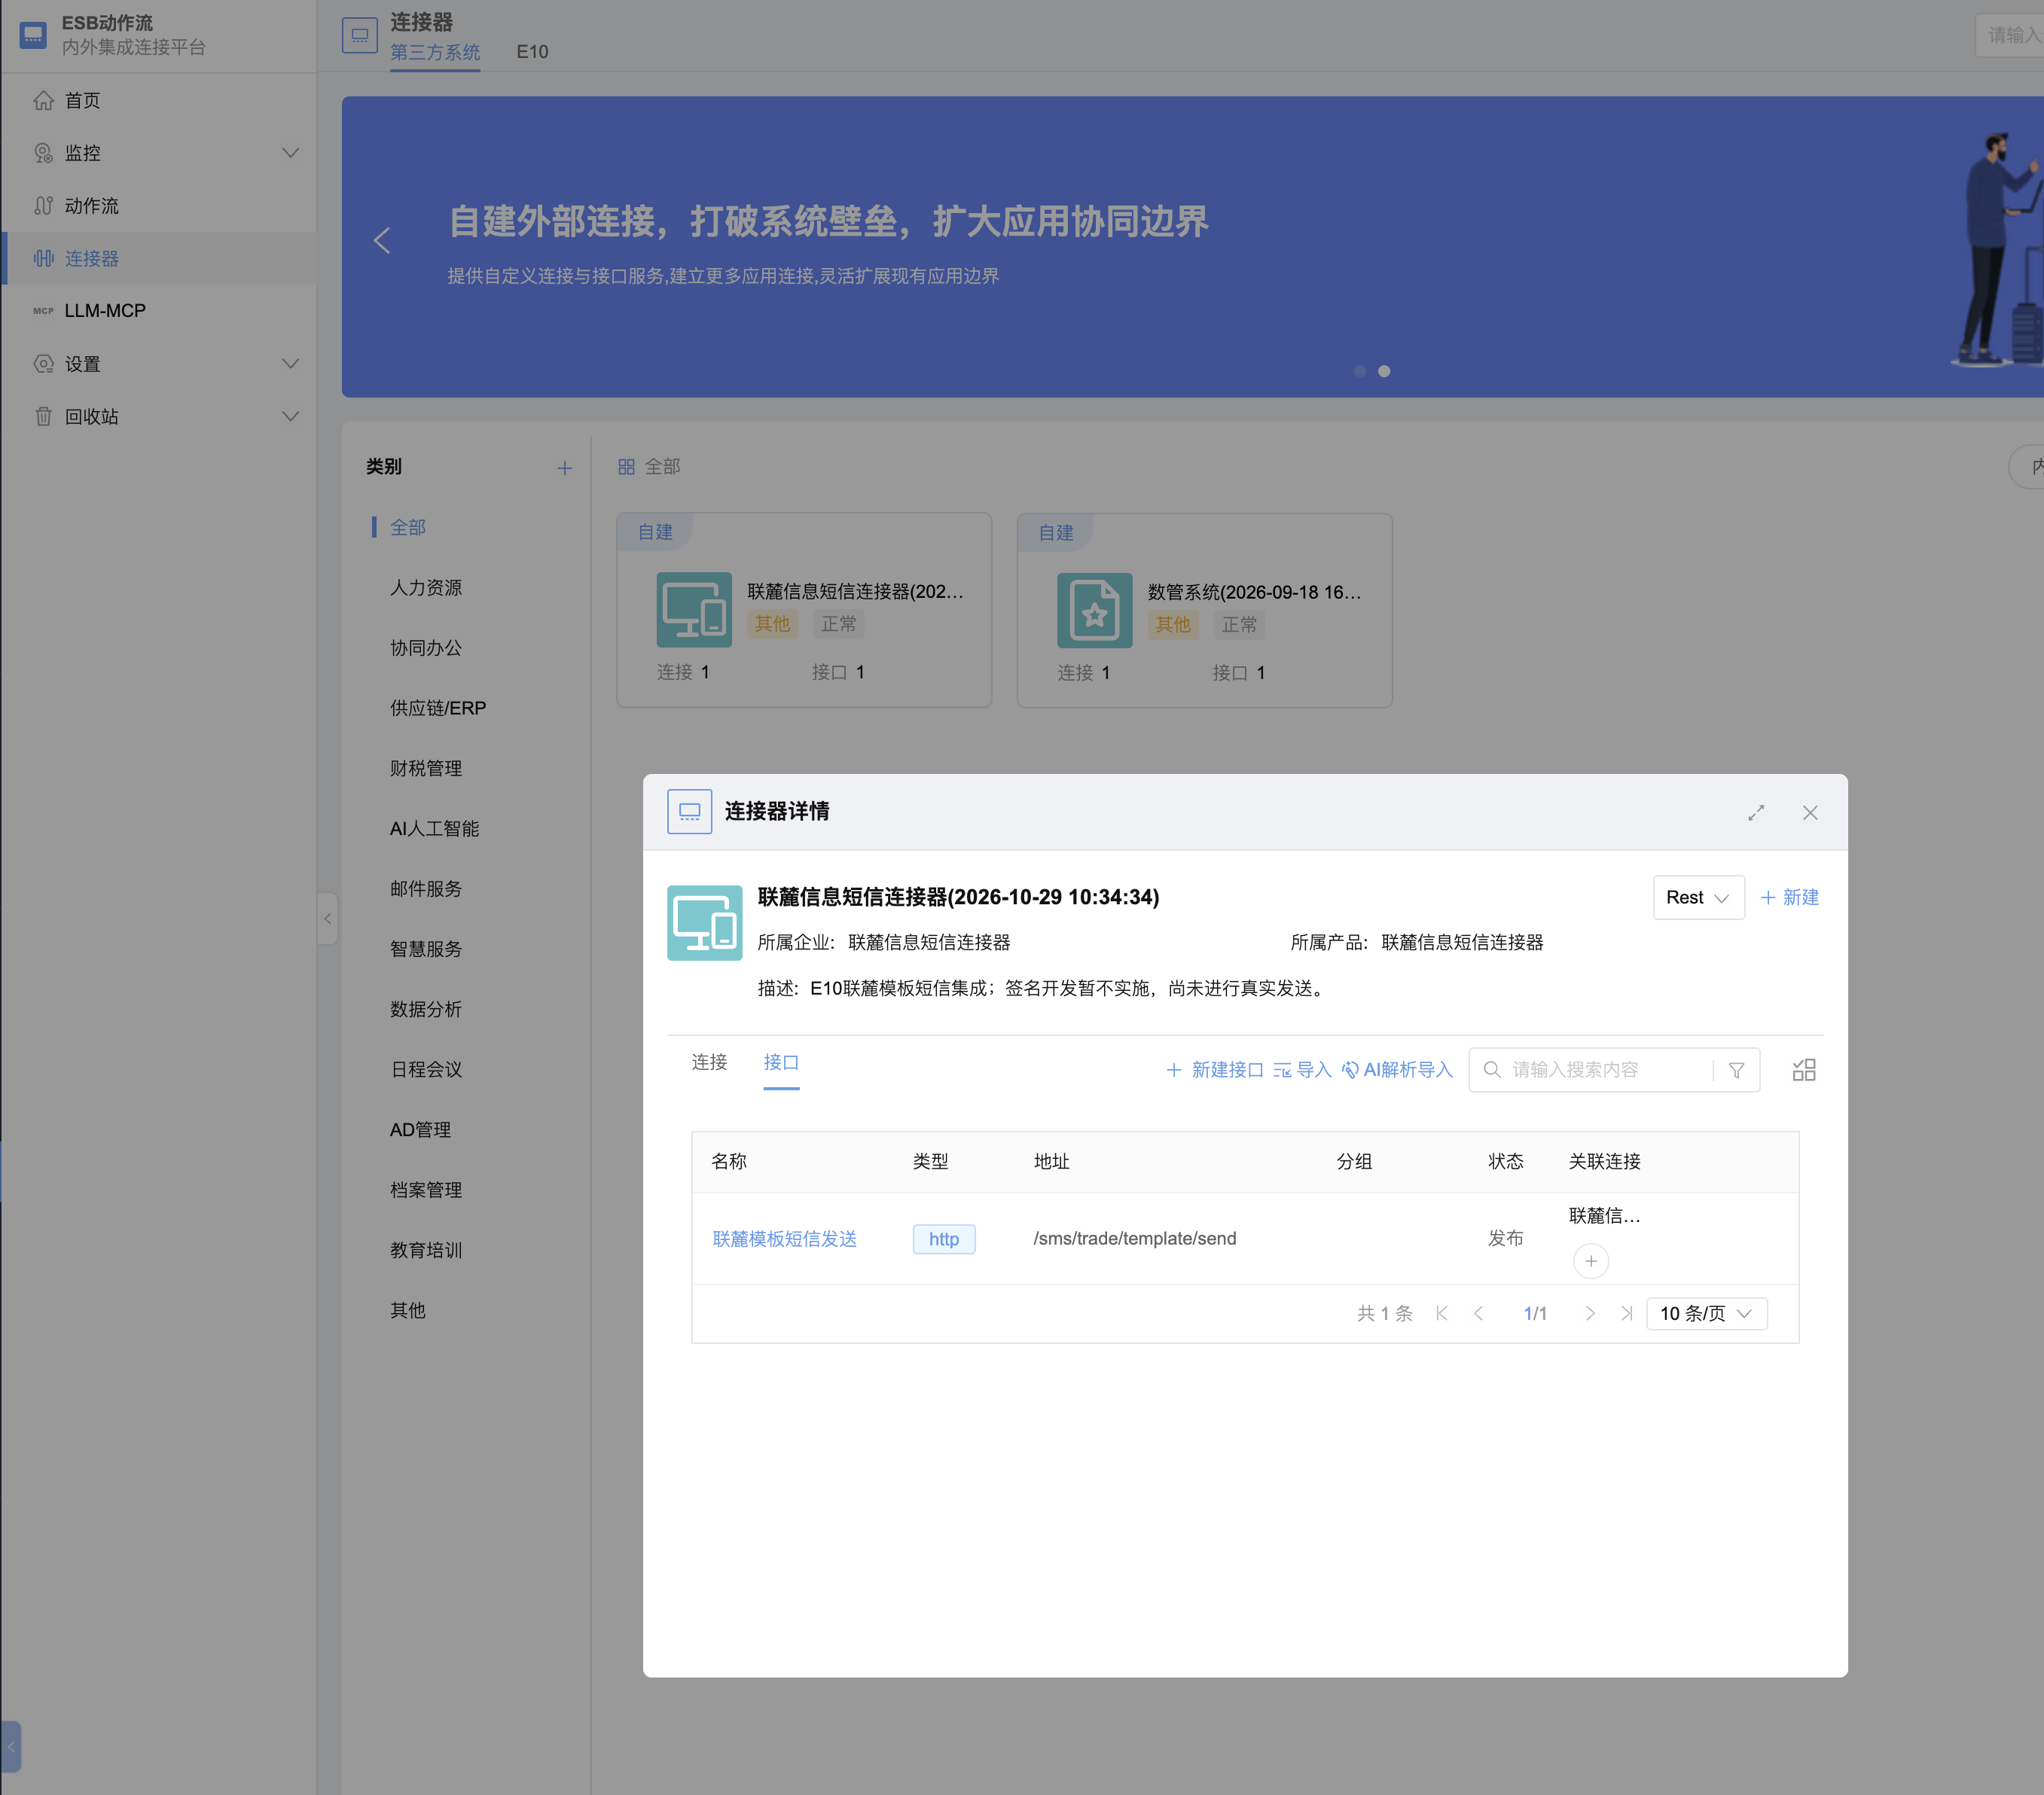 ESB动作流
内外集成连接平台
首页
监控
动作流
连接器
MCP LLM-MCP
设置
回收站
连接器
第三方系统 E10
请输入
自建外部连接，打破系统壁垒，扩大应用协同边界
提供自定义连接与接口服务,建立更多应用连接,灵活扩展现有应用边界
类别
全部
人力资源
协同办公
供应链/ERP
财税管理
AI人工智能
邮件服务
智慧服务
数据分析
日程会议
AD管理
档案管理
教育培训
其他
全部
自建
联麓信息短信连接器(202...
其他 正常
连接 1 接口 1
自建
数管系统(2026-09-18 16...
其他 正常
连接 1 接口 1
连接器详情
联麓信息短信连接器(2026-10-29 10:34:34)
Rest 新建
所属企业: 联麓信息短信连接器 所属产品: 联麓信息短信连接器
描述: E10联麓模板短信集成；签名开发暂不实施，尚未进行真实发送。
连接 接口
新建接口 导入 AI解析导入 请输入搜索内容
名称 类型 地址 分组 状态 关联连接
联麓模板短信发送 http /sms/trade/template/send 发布 联麓信...
共 1 条 1/1 10 条/页